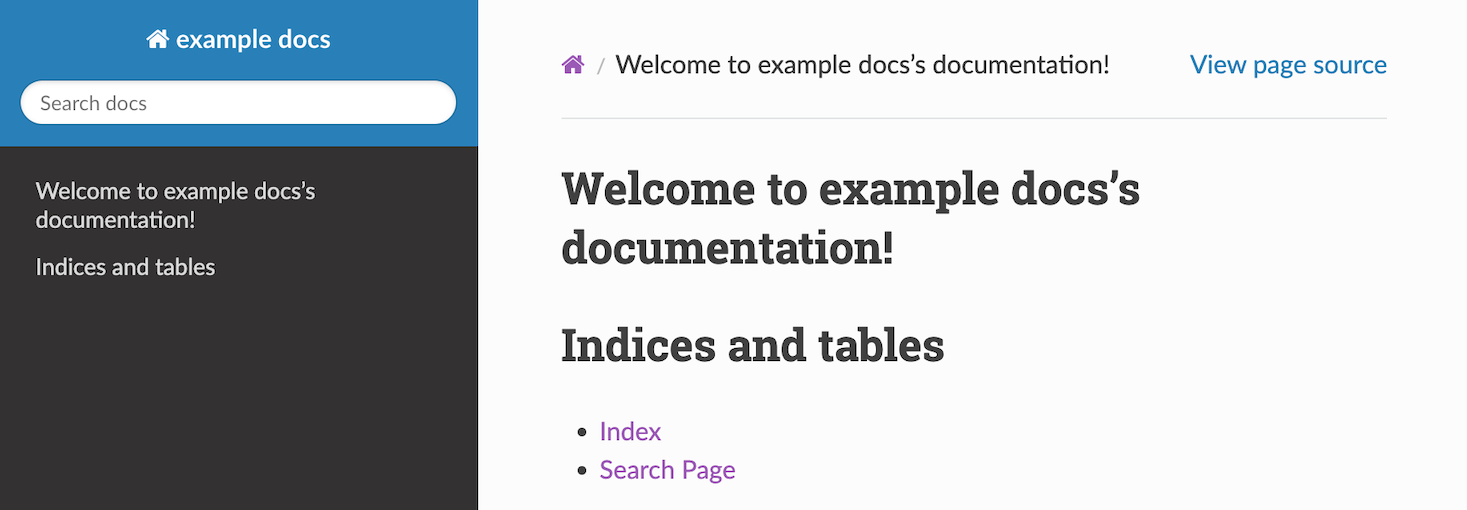 example docs
Search docs
Welcome to example docs’s
documentation!
Indices and tables
/ Welcome to example docs’s documentation!
View page source
Welcome to example docs’s
documentation!
Indices and tables
• Index
• Search Page